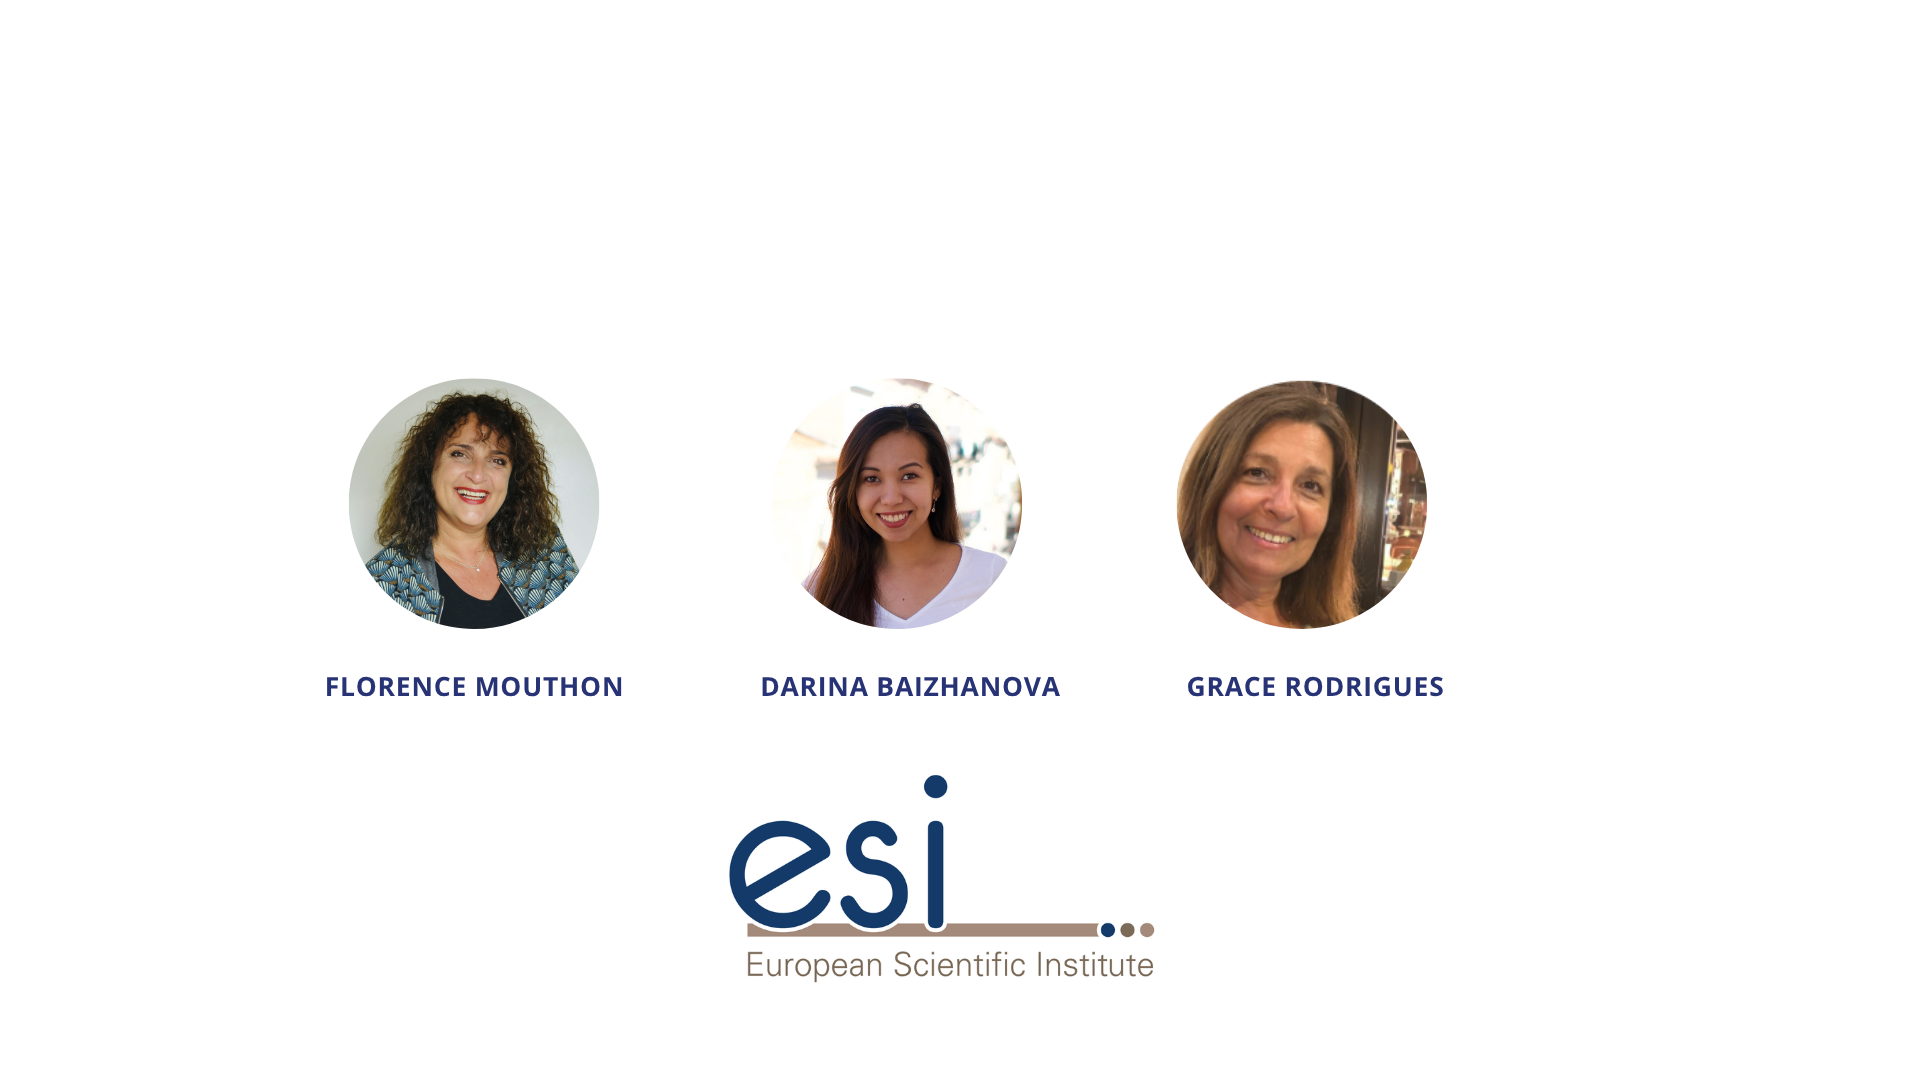 FLORENCE MOUTHON
DARINA BAIZHANOVA
GRACE RODRIGUES
esi
European Scientific Institute